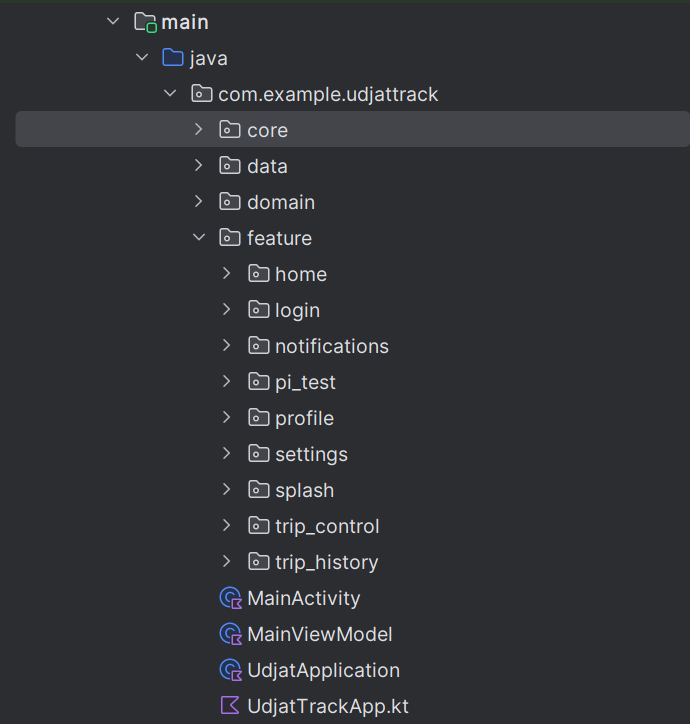 main
java
com.example.udjattrack
core
data
domain
feature
home
login
notifications
pi_test
profile
settings
splash
trip_control
trip_history
MainActivity
MainViewModel
UdjatApplication
UdjatTrackApp.kt